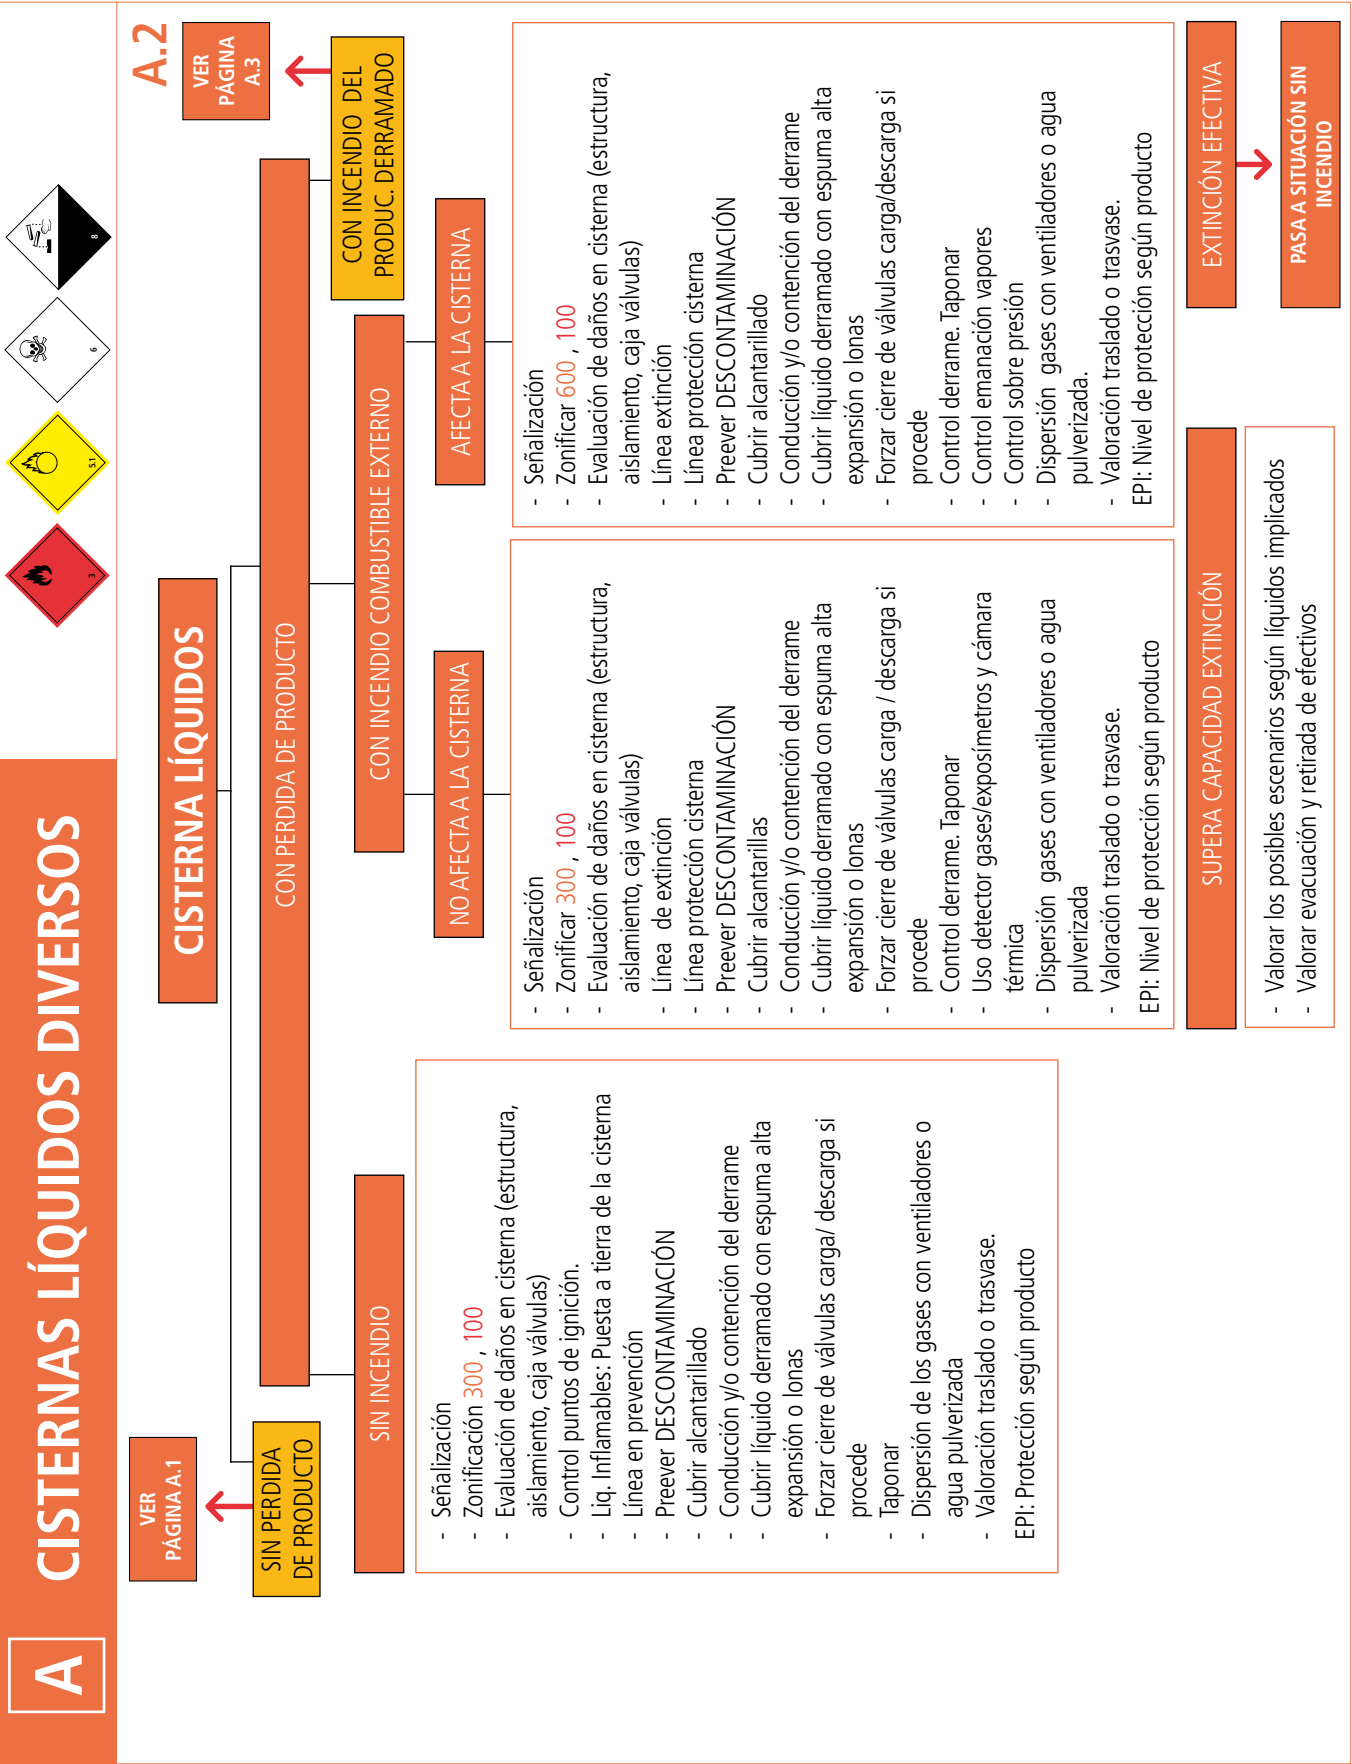 A
CISTERNAS LÍQUIDOS DIVERSOS
3
5.1
6
8
A.2
CISTERNA LÍQUIDOS
VER
PÁGINA A.1
SIN PERDIDA
DE PRODUCTO
CON PERDIDA DE PRODUCTO
VER
PÁGINA
A.3
CON INCENDIO DEL
PRODUC. DERRAMADO
SIN INCENDIO
- Señalización
- Zonificación 300 , 100
- Evaluación de daños en cisterna (estructura,
aislamiento, caja válvulas)
- Control puntos de ignición.
- Liq. Inflamables: Puesta a tierra de la cisterna
- Línea en prevención
- Preever DESCONTAMINACIÓN
- Cubrir alcantarillado
- Conducción y/o contención del derrame
- Cubrir líquido derramado con espuma alta
expansión o lonas
- Forzar cierre de válvulas carga/ descarga si
procede
- Taponar
- Dispersión de los gases con ventiladores o
agua pulverizada
- Valoración traslado o trasvase.
EPI: Protección según producto
CON INCENDIO COMBUSTIBLE EXTERNO
NO AFECTA A LA CISTERNA
- Señalización
- Zonificar 300 , 100
- Evaluación de daños en cisterna (estructura,
aislamiento, caja válvulas)
- Línea  de extinción
- Línea protección cisterna
- Preever DESCONTAMINACIÓN
- Cubrir alcantarillas
- Conducción y/o contención del derrame
- Cubrir líquido derramado con espuma alta
expansión o lonas
- Forzar cierre de válvulas carga / descarga si
procede
- Control derrame. Taponar
- Uso detector gases/exposímetros y cámara
térmica
- Dispersión  gases con ventiladores o agua
pulverizada
- Valoración traslado o trasvase.
EPI: Nivel de protección según producto
AFECTA A LA CISTERNA
- Señalización
- Zonificar 600 , 100
- Evaluación de daños en cisterna (estructura,
aislamiento, caja válvulas)
- Línea extinción
- Línea protección cisterna
- Preever DESCONTAMINACIÓN
- Cubrir alcantarillado
- Conducción y/o contención del derrame
- Cubrir líquido derramado con espuma alta
expansión o lonas
- Forzar cierre de válvulas carga/descarga si
procede
- Control derrame. Taponar
- Control emanación vapores
- Control sobre presión
- Dispersión  gases con ventiladores o agua
pulverizada.
- Valoración traslado o trasvase.
EPI: Nivel de protección según producto
SUPERA CAPACIDAD EXTINCIÓN
- Valorar los posibles escenarios según líquidos implicados
- Valorar evacuación y retirada de efectivos
EXTINCIÓN EFECTIVA
PASA A SITUACIÓN SIN
INCENDIO